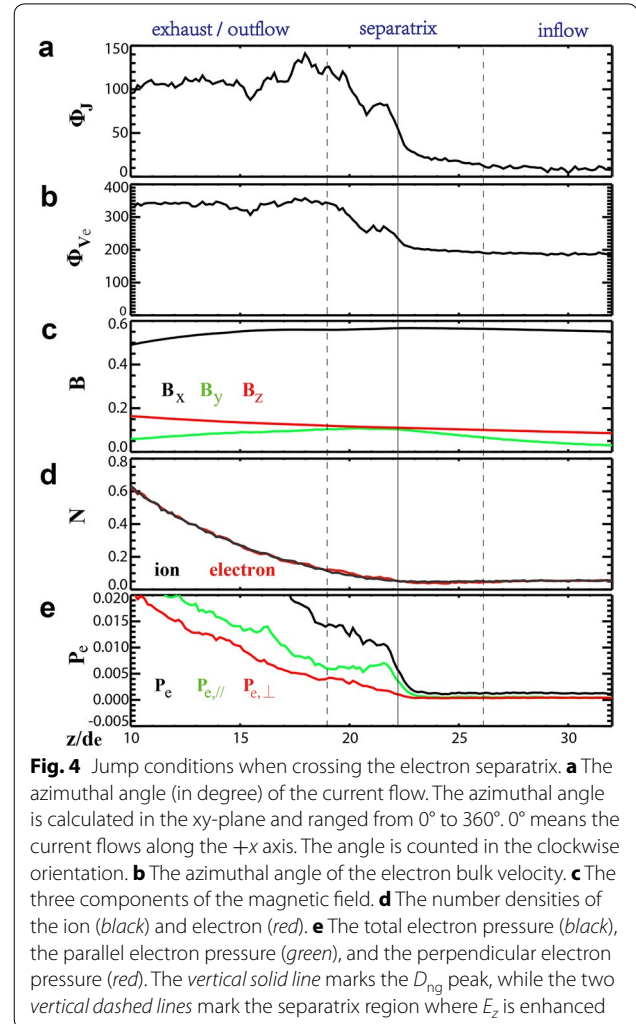 exhaust / outflow separatrix inflow
a
150
100
50
0
Φ_J
b
400
300
200
100
0
Φ_Ve
c
0.6
0.4
0.2
0.0
B
B_x B_y B_z
d
0.8
0.6
0.4
0.2
0.0
N
ion electron
e
0.020
0.015
0.010
0.005
0.000
-0.005
P_e
P_e P_e,// P_e,⊥
z/de
10 15 20 25 30
Fig. 4 Jump conditions when crossing the electron separatrix. a The
azimuthal angle (in degree) of the current flow. The azimuthal angle
is calculated in the xy-plane and ranged from 0° to 360°. 0° means the
current flows along the +x axis. The angle is counted in the clockwise
orientation. b The azimuthal angle of the electron bulk velocity. c The
three components of the magnetic field. d The number densities of
the ion (black) and electron (red). e The total electron pressure (black),
the parallel electron pressure (green), and the perpendicular electron
pressure (red). The vertical solid line marks the D_ng peak, while the two
vertical dashed lines mark the separatrix region where E_z is enhanced